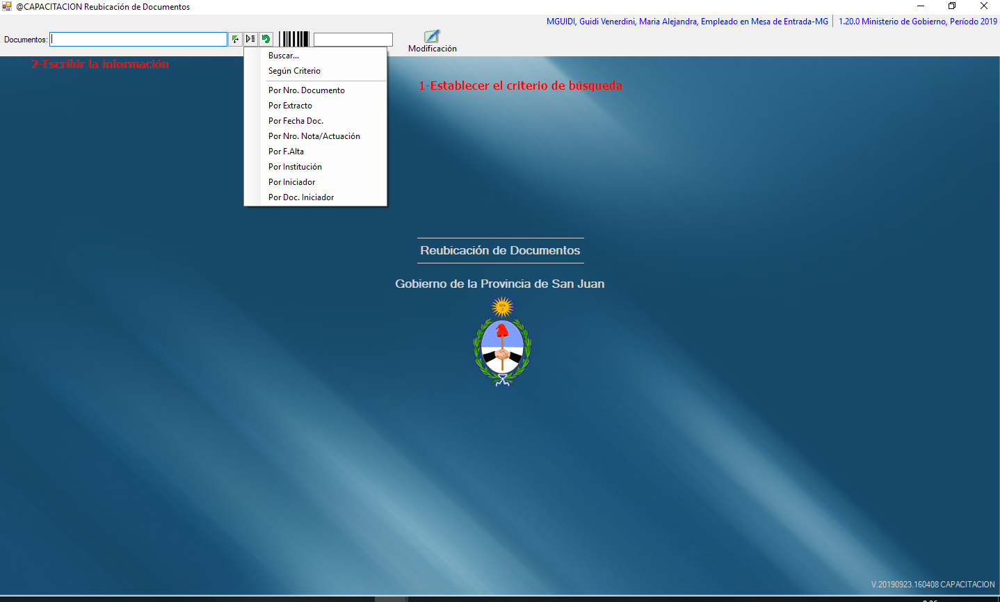 @CAPACITACION Reubicación de Documentos
MGUIDI, Guidi Venerdini, Maria Alejandra, Empleado en Mesa de Entrada-MG
1.20.0 Ministerio de Gobierno, Período 2019
Documentos:
Modificación
2-Escribir la información
Buscar...
Según Criterio
Por Nro. Documento
Por Extracto
Por Fecha Doc.
Por Nro. Nota/Actuación
Por F.Alta
Por Institución
Por Iniciador
Por Doc. Iniciador
1-Establecer el criterio de búsqueda
Reubicación de Documentos
Gobierno de la Provincia de San Juan
V.20190923.160408 CAPACITACION